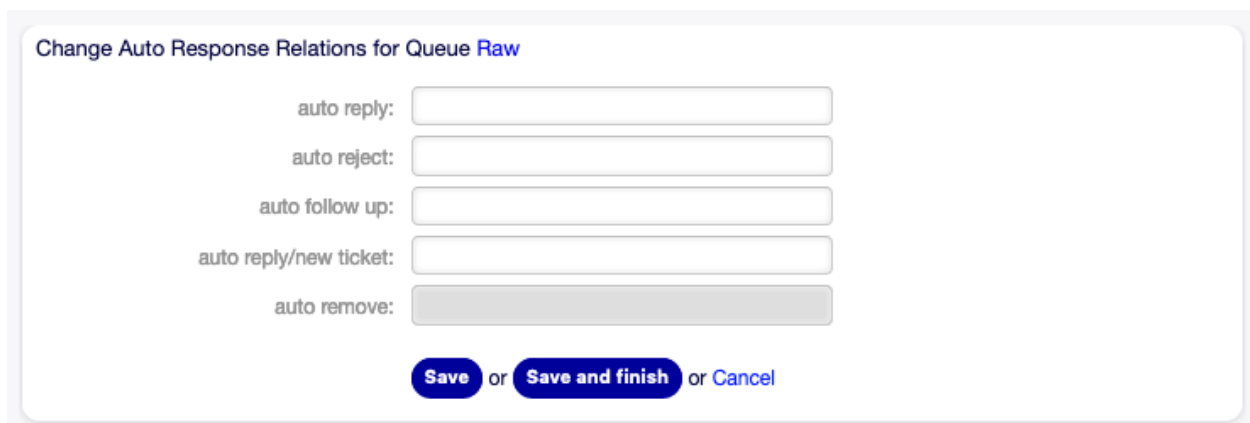 Change Auto Response Relations for Queue Raw
auto reply:
auto reject:
auto follow up:
auto reply/new ticket:
auto remove:
Save or Save and finish or Cancel